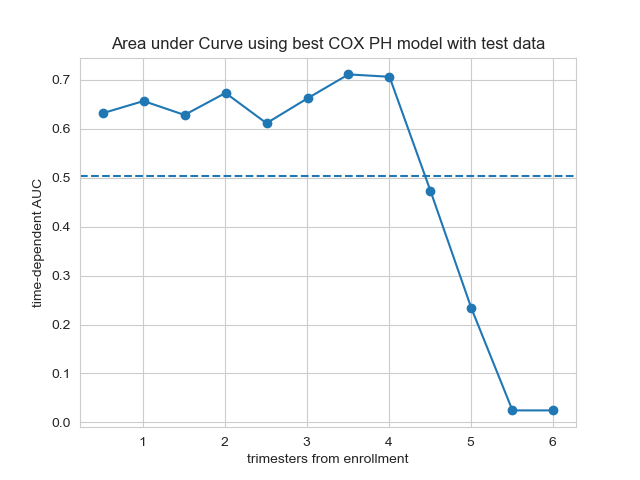 Area under Curve using best COX PH model with test data
time-dependent AUC
0.7
0.6
0.5
0.4
0.3
0.2
0.1
0.0
1 2 3 4 5 6
trimesters from enrollment